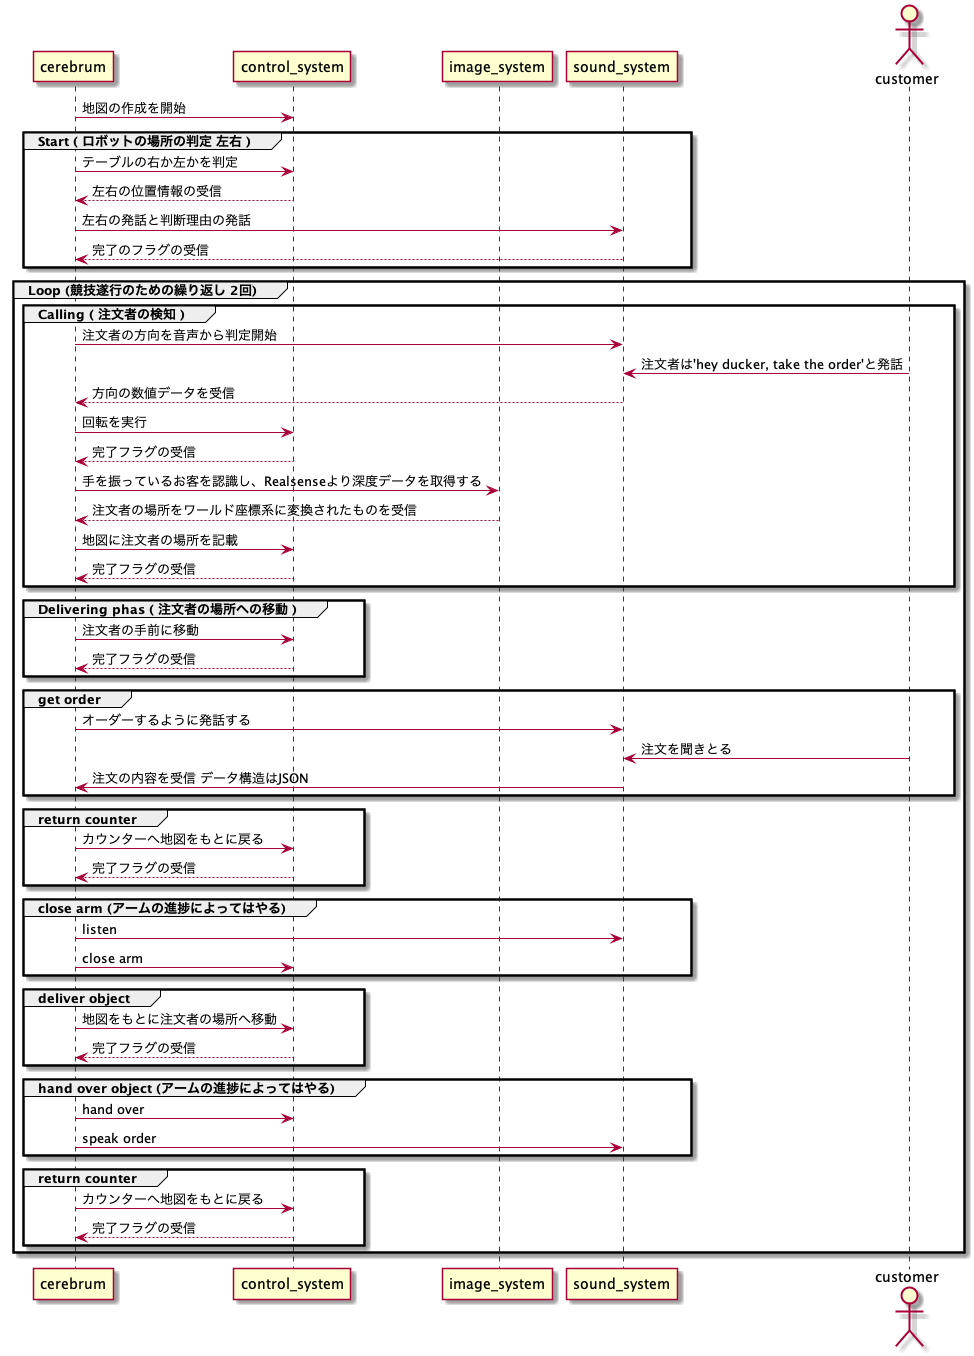 customer
cerebrum
control_system
image_system
sound_system
地図の作成を開始
Start ( ロボットの場所の判定 左右 )
テーブルの右か左かを判定
左右の位置情報の受信
左右の発話と判断理由の発話
完了のフラグの受信
Loop (競技遂行のための繰り返し 2回)
Calling ( 注文者の検知 )
注文者の方向を音声から判定開始
注文者は'hey ducker, take the order'と発話
方向の数値データを受信
回転を実行
完了フラグの受信
手を振っているお客を認識し、Realsenseより深度データを取得する
注文者の場所をワールド座標系に変換されたものを受信
地図に注文者の場所を記載
完了フラグの受信
Delivering phas ( 注文者の場所への移動 )
注文者の手前に移動
完了フラグの受信
get order
オーダーするように発話する
注文を聞きとる
注文の内容を受信 データ構造はJSON
return counter
カウンターへ地図をもとに戻る
完了フラグの受信
close arm (アームの進捗によってはやる)
listen
close arm
deliver object
地図をもとに注文者の場所へ移動
完了フラグの受信
hand over object (アームの進捗によってはやる)
hand over
speak order
return counter
カウンターへ地図をもとに戻る
完了フラグの受信
cerebrum
control_system
image_system
sound_system
customer